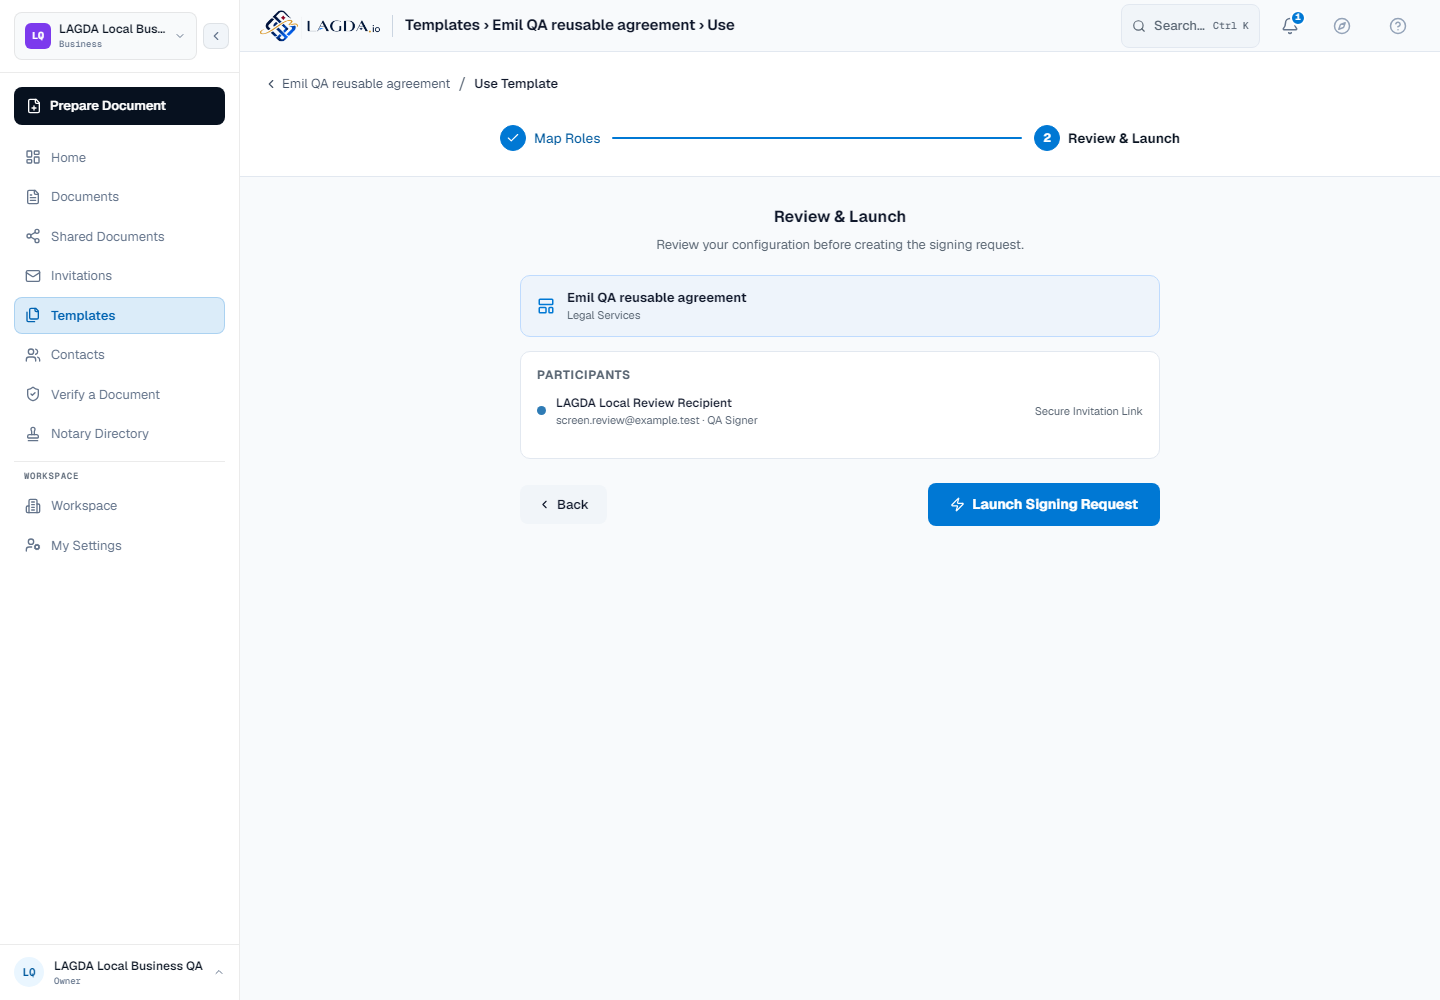 LQ
LAGDA Local Bus...
Business
Prepare Document
Home
Documents
Shared Documents
Invitations
Templates
Contacts
Verify a Document
Notary Directory
WORKSPACE
Workspace
My Settings
LQ
LAGDA Local Business QA
Owner
LAGDA.io
Templates › Emil QA reusable agreement › Use
Search... Ctrl K
1
Emil QA reusable agreement / Use Template
Map Roles
2 Review & Launch
Review & Launch
Review your configuration before creating the signing request.
Emil QA reusable agreement
Legal Services
PARTICIPANTS
LAGDA Local Review Recipient
screen.review@example.test · QA Signer
Secure Invitation Link
Back
Launch Signing Request